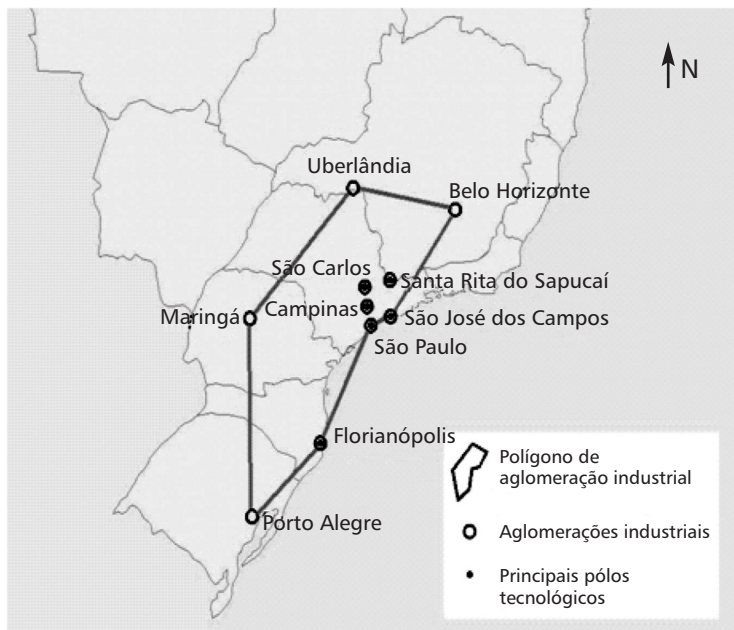 N
Uberlândia
Belo Horizonte
São Carlos
Santa Rita do Sapucaí
Maringá
Campinas
São José dos Campos
São Paulo
Florianópolis
Porto Alegre
Polígono de
aglomeração industrial
Aglomerações industriais
Principais pólos
tecnológicos